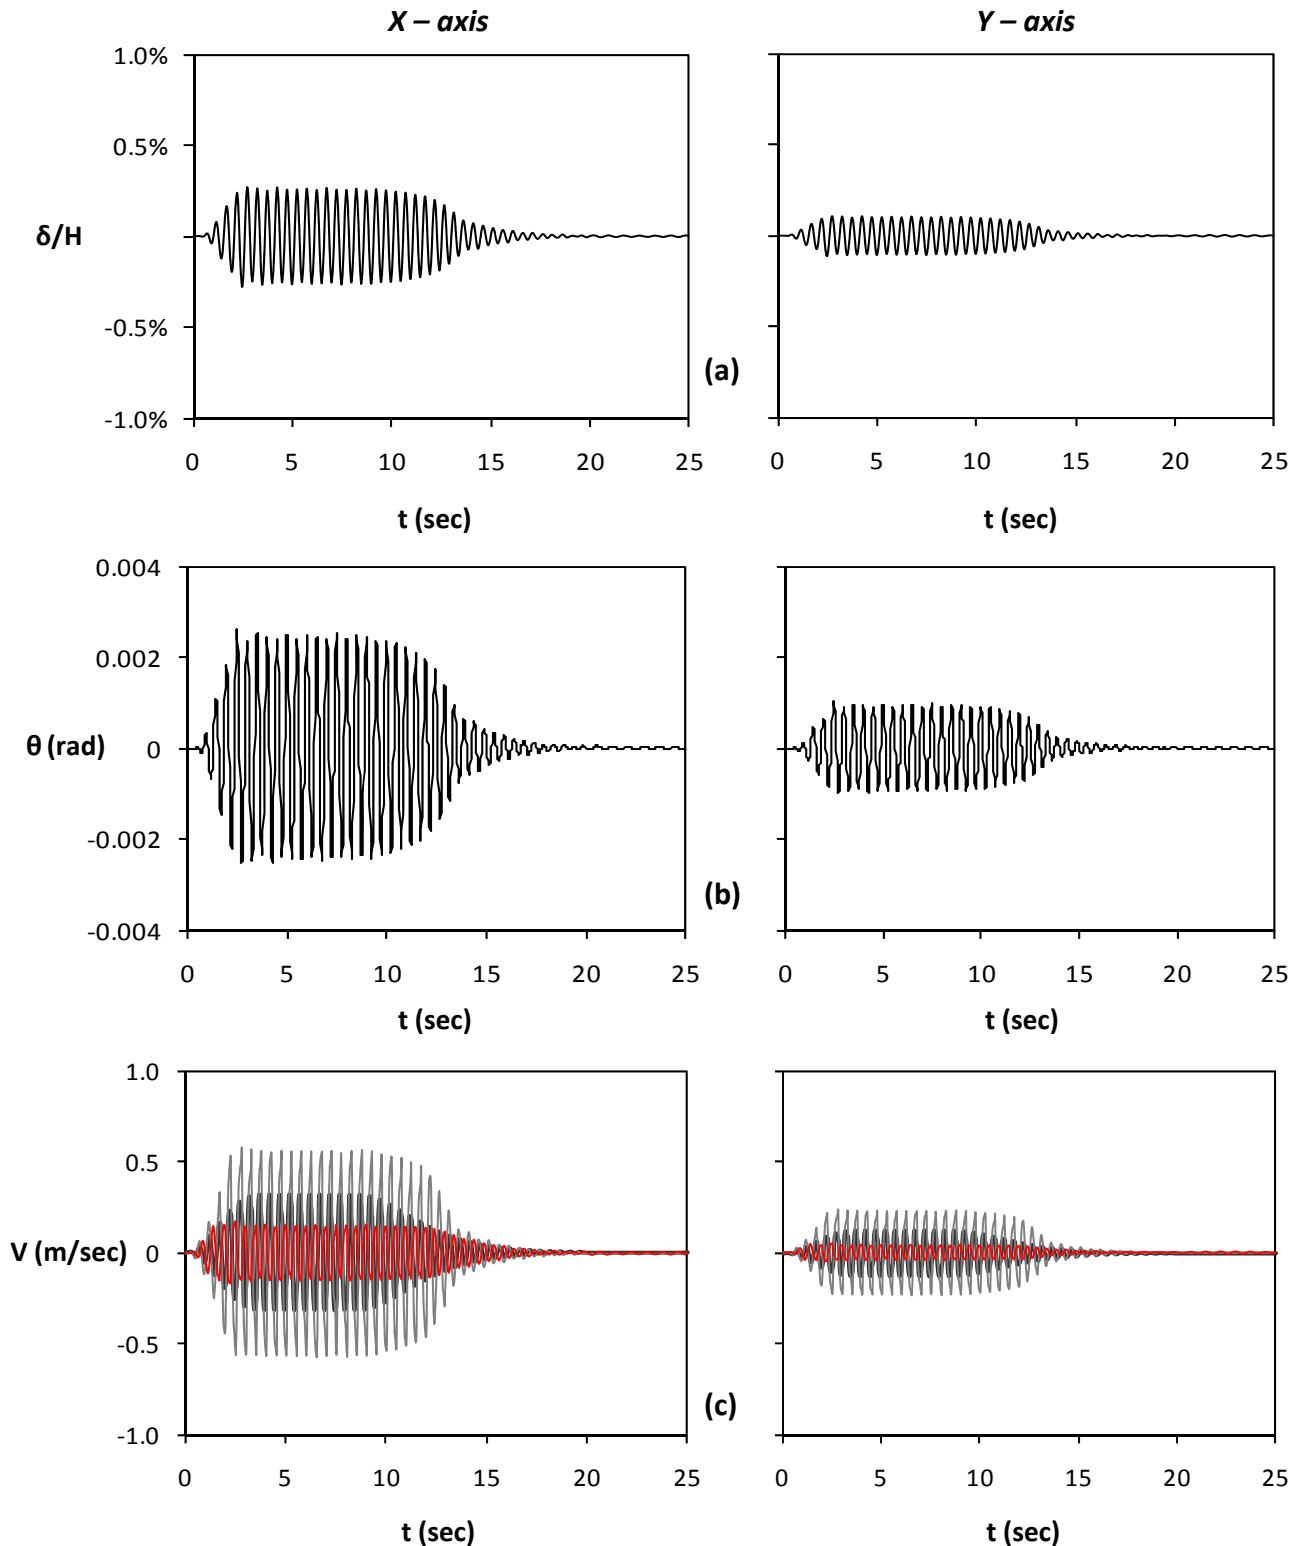 X – axis Y – axis
1.0%
0.5%
δ/H
-0.5%
-1.0%
(a)
0 5 10 15 20 25 0 5 10 15 20 25
t (sec) t (sec)
0.004
0.002
θ (rad) 0
-0.002
-0.004
(b)
0 5 10 15 20 25 0 5 10 15 20 25
t (sec) t (sec)
1.0
0.5
V (m/sec) 0
-0.5
-1.0
(c)
0 5 10 15 20 25 0 5 10 15 20 25
t (sec) t (sec)